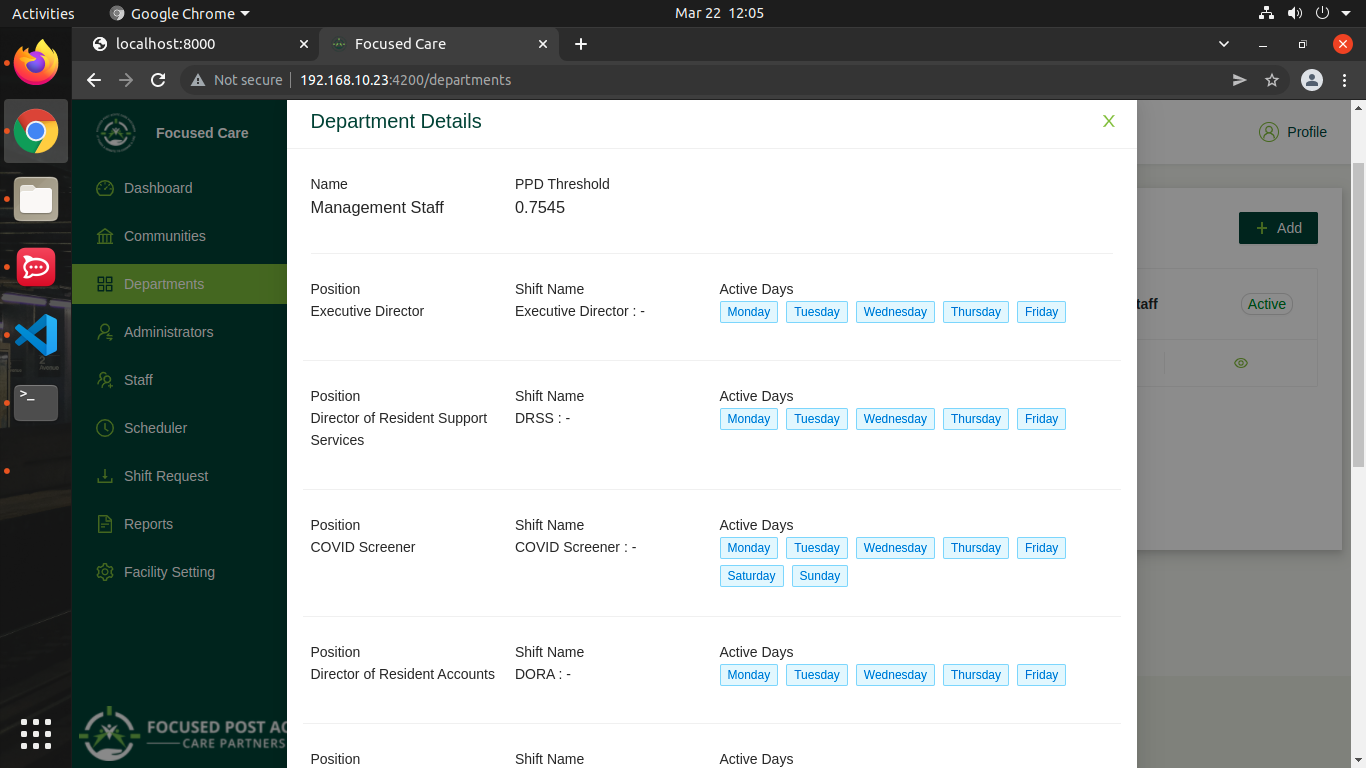 Activities
Google Chrome
Mar 22 12:05
localhost:8000
Focused Care
Not secure
192.168.10.23:4200/departments
Focused Care
Dashboard
Communities
Departments
Administrators
Staff
Scheduler
Shift Request
Reports
Facility Setting
FOCUSED POST AC
CARE PARTNERS
Department Details
X
Name
PPD Threshold
Management Staff
0.7545
Position
Shift Name
Active Days
Executive Director
Executive Director : -
Monday Tuesday Wednesday Thursday Friday
Position
Shift Name
Active Days
Director of Resident Support
Services
DRSS : -
Monday Tuesday Wednesday Thursday Friday
Position
Shift Name
Active Days
COVID Screener
COVID Screener : -
Monday Tuesday Wednesday Thursday Friday
Saturday Sunday
Position
Shift Name
Active Days
Director of Resident Accounts
DORA : -
Monday Tuesday Wednesday Thursday Friday
Position
Shift Name
Active Days
Profile
+ Add
taff
Active